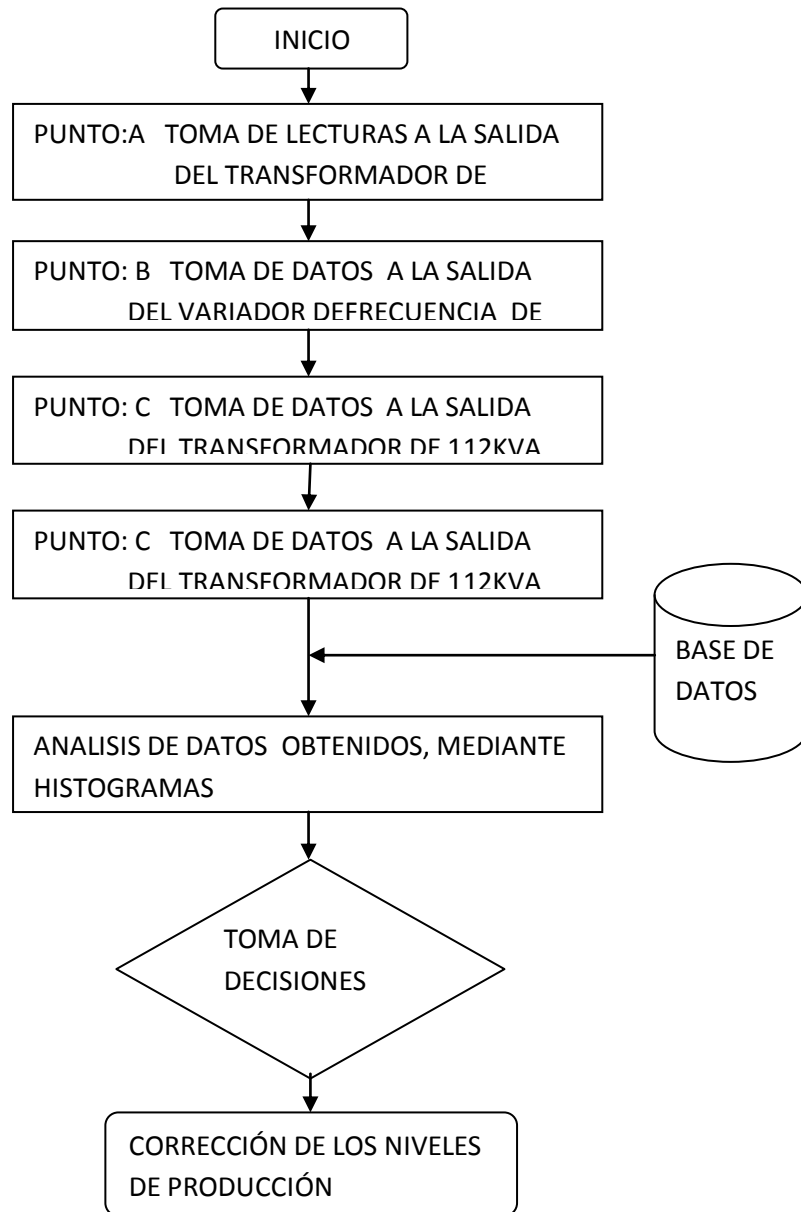 INICIO
PUNTO:A TOMA DE LECTURAS A LA SALIDA
DEL TRANSFORMADOR DE
PUNTO: B TOMA DE DATOS A LA SALIDA
DEL VARIADOR DEFRECUENCIA DE
PUNTO: C TOMA DE DATOS A LA SALIDA
DEL TRANSFORMADOR DE 112KVA
PUNTO: C TOMA DE DATOS A LA SALIDA
DEL TRANSFORMADOR DE 112KVA
BASE DE
DATOS
ANALISIS DE DATOS OBTENIDOS, MEDIANTE
HISTOGRAMAS
TOMA DE
DECISIONES
CORRECCIÓN DE LOS NIVELES
DE PRODUCCIÓN